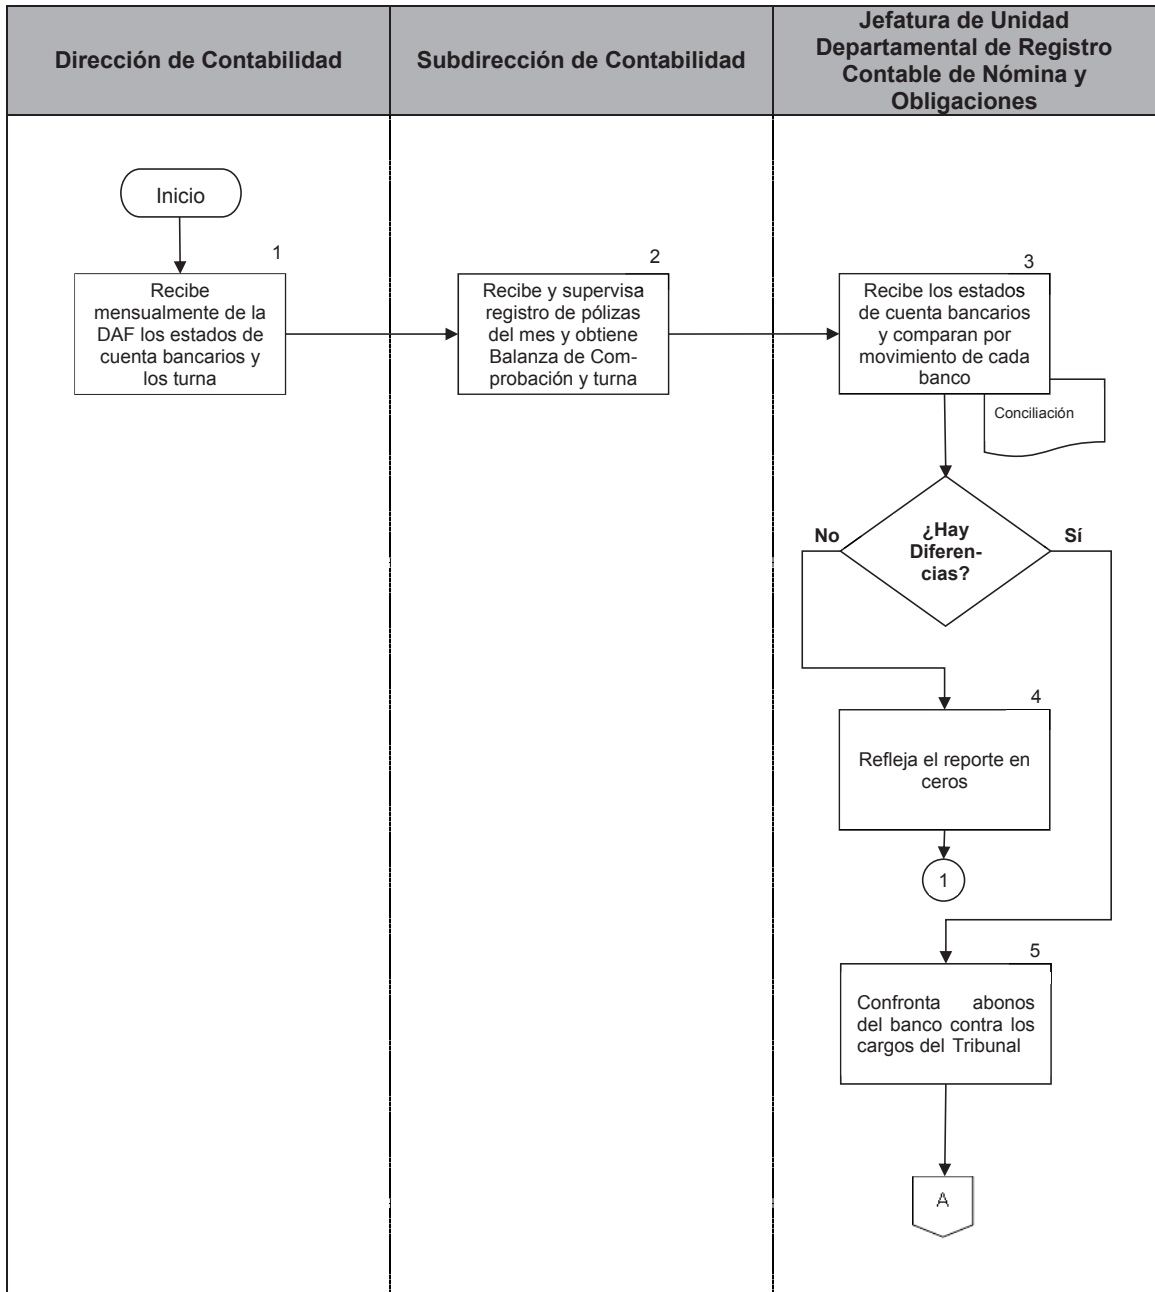 Dirección de Contabilidad
Subdirección de Contabilidad
Jefatura de Unidad
Departamental de Registro
Contable de Nómina y
Obligaciones
Inicio
1
Recibe
mensualmente de la
DAF los estados de
cuenta bancarios y
los turna
2
Recibe y supervisa
registro de pólizas
del mes y obtiene
Balanza de Com-
probación y turna
3
Recibe los estados
de cuenta bancarios
y comparan por
movimiento de cada
banco
Conciliación
No
¿Hay
Diferen-
cias?
Sí
4
Refleja el reporte en
ceros
1
5
Confronta abonos
del banco contra los
cargos del Tribunal
A